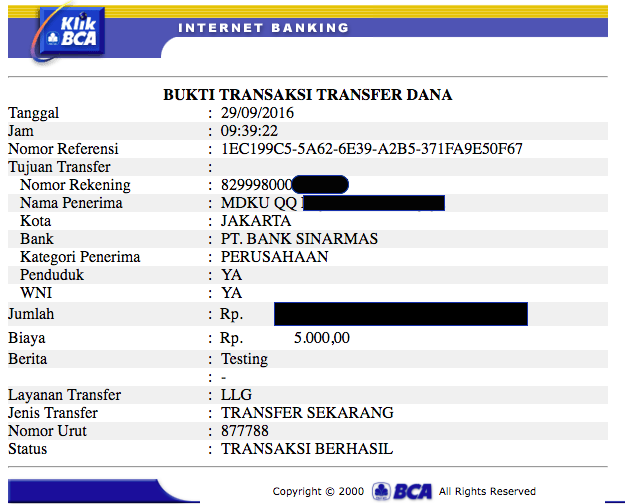 Klik
BCA
INTERNET BANKING
BUKTI TRANSAKSI TRANSFER DANA
Tanggal : 29/09/2016
Jam : 09:39:22
Nomor Referensi : 1EC199C5-5A62-6E39-A2B5-371FA9E50F67
Tujuan Transfer :
Nomor Rekening : 829998000
Nama Penerima : MDKU QQ
Kota : JAKARTA
Bank : PT. BANK SINARMAS
Kategori Penerima : PERUSAHAAN
Penduduk : YA
WNI : YA
Jumlah : Rp.
Biaya : Rp. 5.000,00
Berita : Testing
: -
Layanan Transfer : LLG
Jenis Transfer : TRANSFER SEKARANG
Nomor Urut : 877788
Status : TRANSAKSI BERHASIL
Copyright © 2000 BCA All Rights Reserved